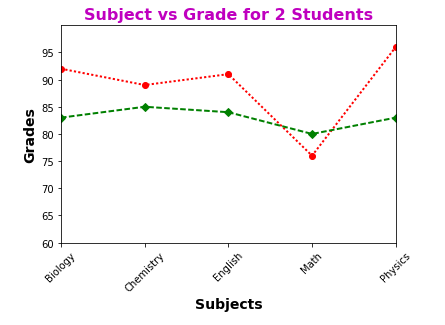 Subject vs Grade for 2 Students
Grades
95
90
85
80
75
70
65
60
Biology
Chemistry
English
Math
Physics
Subjects